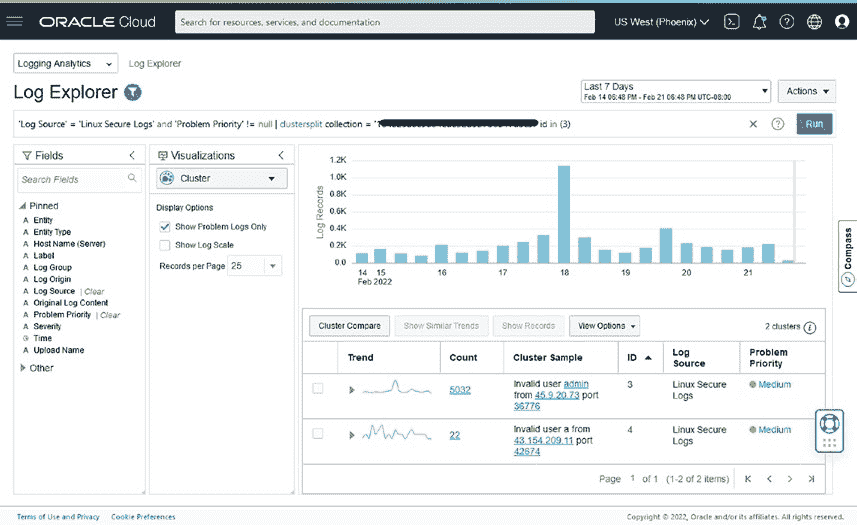 ORACLE Cloud
Search for resources, services, and documentation
US West (Phoenix)
Logging Analytics
Log Explorer
Log Explorer
Last 7 Days
Feb 14 06:48 PM - Feb 21 06:48 PM UTC-08:00
Actions
'Log Source' = 'Linux Secure Logs' and 'Problem Priority' != null | clustersplit collection = id in (3)
Run
Fields
Search Fields
Pinned
A Entity
A Entity Type
A Host Name (Server)
A Label
A Log Group
A Log Origin
A Log Source | Clear
A Original Log Content
A Problem Priority | Clear
A Severity
Time
A Upload Name
Other
Visualizations
Cluster
Display Options
Show Problem Logs Only
Show Log Scale
Records per Page 25
Log Records
1.2K
1.0K
0.8K
0.6K
0.4K
0.2K
0.0
14 15 16 17 18 19 20 21
Feb 2022
Compass
Cluster Compare
Show Similar Trends
Show Records
View Options
2 clusters
Trend Count Cluster Sample ID Log Source Problem Priority
5032
Invalid user admin
from 45.9.20.73 port
36776
3
Linux Secure
Logs
Medium
22
Invalid user a from
43.154.209.11 port
42674
4
Linux Secure
Logs
Medium
Page 1 of 1 (1-2 of 2 items)
Terms of Use and Privacy
Cookie Preferences
Copyright © 2022, Oracle and/or its affiliates. All rights reserved.